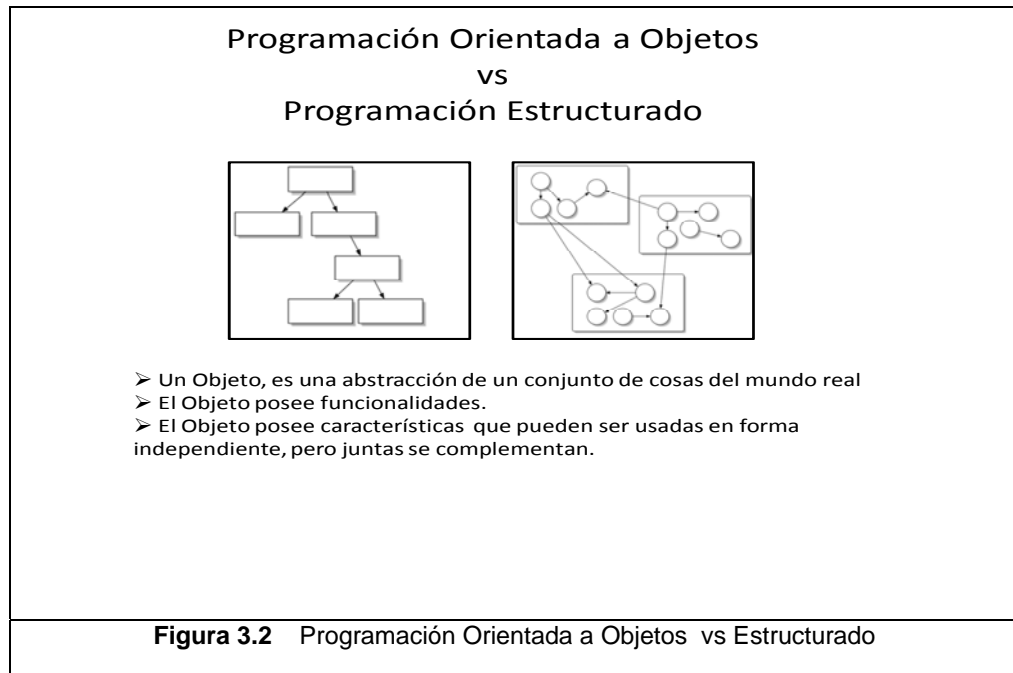 Programación Orientada a Objetos
vs
Programación Estructurado
➢ Un Objeto, es una abstracción de un conjunto de cosas del mundo real
➢ El Objeto posee funcionalidades.
➢ El Objeto posee características que pueden ser usadas en forma
independiente, pero juntas se complementan.
Figura 3.2 Programación Orientada a Objetos vs Estructurado